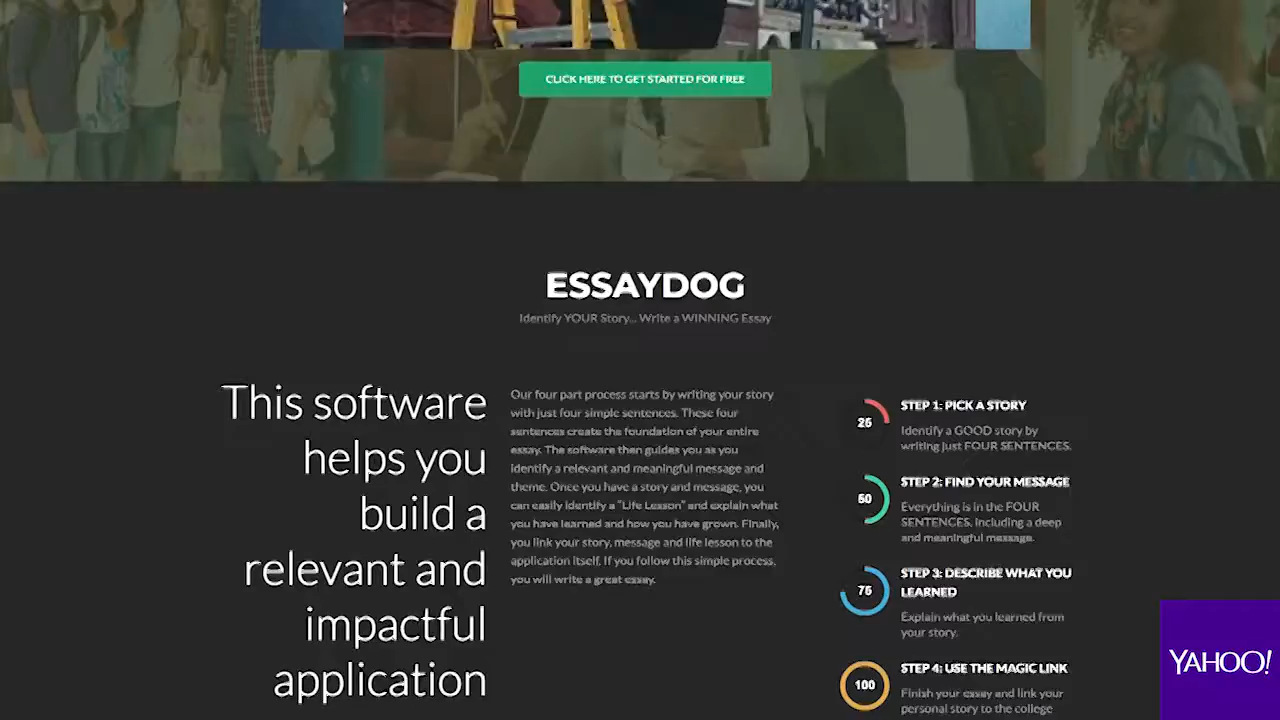 CLICK HERE TO GET STARTED FOR FREE
ESSAYDOG
Identify YOUR Story... Write a WINNING Essay
This software
helps you
build a
relevant and
impactful
application
Our four part process starts by writing your story
with just four simple sentences. These four
sentences create the foundation of your entire
essay. The software then guides you as you
identify a relevant and meaningful message and
theme. Once you have a story and message, you
can easily identify a "Life Lesson" and explain what
you have learned and how you have grown. Finally,
you link your story, message and life lesson to the
application itself. If you follow this simple process,
you will write a great essay.
26
STEP 1: PICK A STORY
Identify a GOOD story by
writing just FOUR SENTENCES.
50
STEP 2: FIND YOUR MESSAGE
Everything is in the FOUR
SENTENCES, including a deep
and meaningful message.
76
STEP 3: DESCRIBE WHAT YOU
LEARNED
Explain what you learned from
your story.
100
STEP 4: USE THE MAGIC LINK
Finish your essay and link your
personal story to the college
YAHOO!